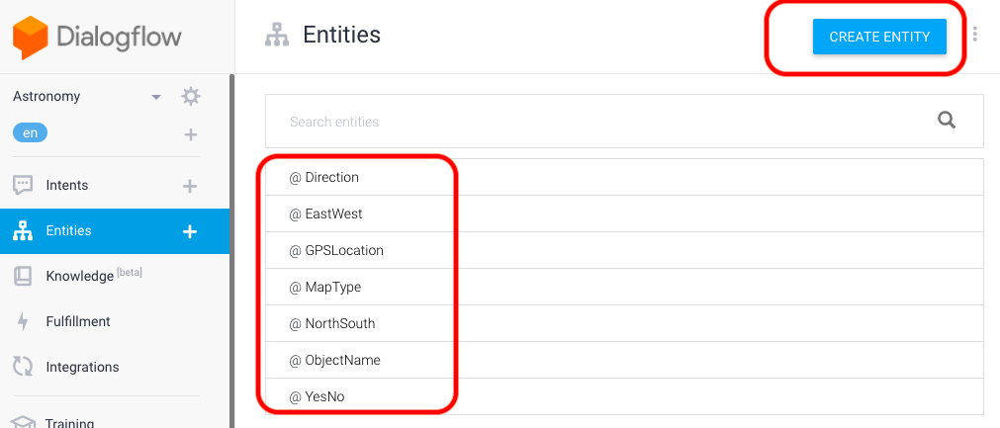 Dialogflow
Astronomy
en
Intents
Entities
Knowledge [beta]
Fulfillment
Integrations
Training
Entities
CREATE ENTITY
Search entities
@ Direction
@ EastWest
@ GPSLocation
@ MapType
@ NorthSouth
@ ObjectName
@ YesNo